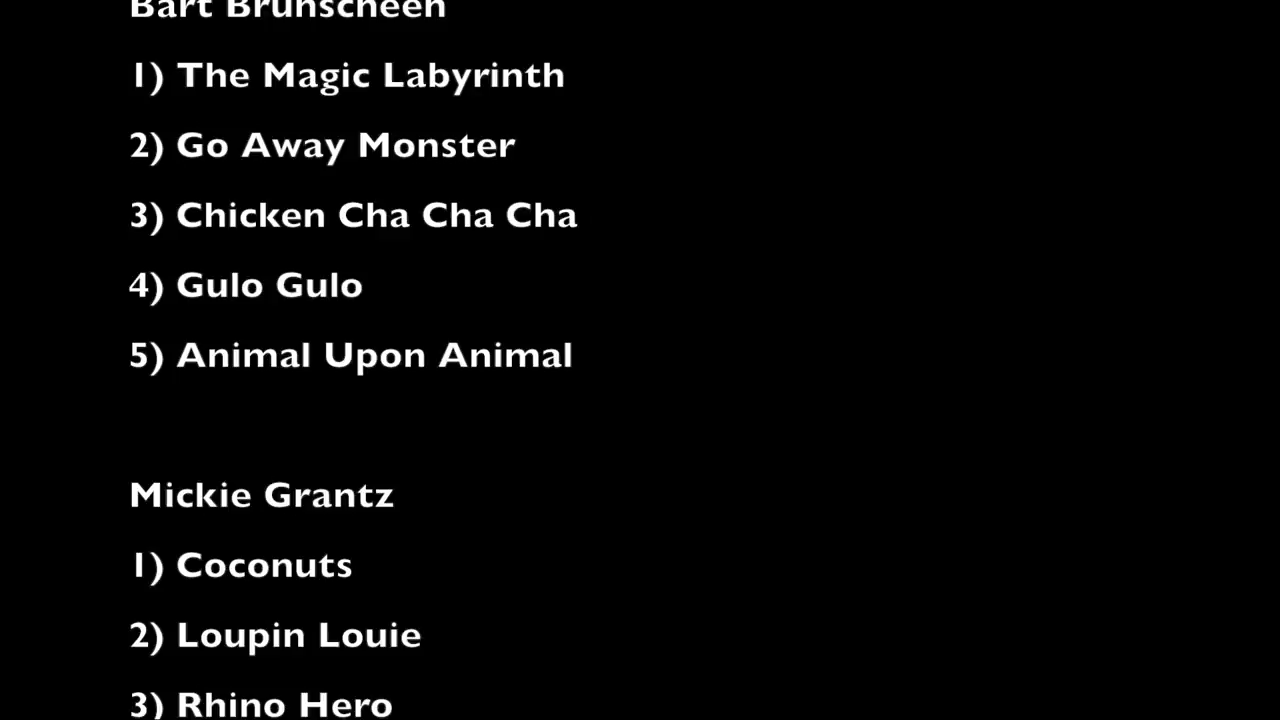 Bart Brunscheen
1) The Magic Labyrinth
2) Go Away Monster
3) Chicken Cha Cha Cha
4) Gulo Gulo
5) Animal Upon Animal
Mickie Grantz
1) Coconuts
2) Loupin Louie
3) Rhino Hero